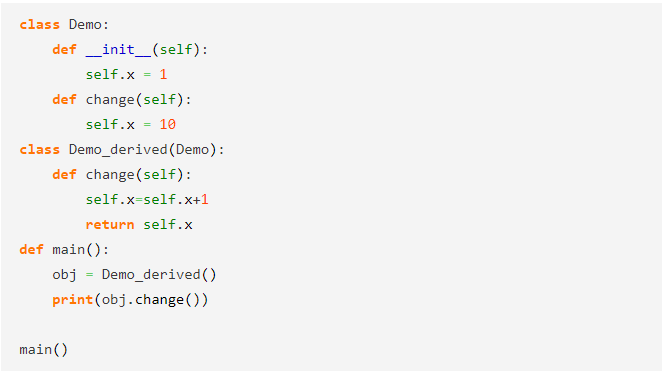 class Demo:
    def __init__(self):
        self.x = 1
    def change(self):
        self.x = 10
class Demo_derived(Demo):
    def change(self):
        self.x=self.x+1
        return self.x
def main():
    obj = Demo_derived()
    print(obj.change())

main()